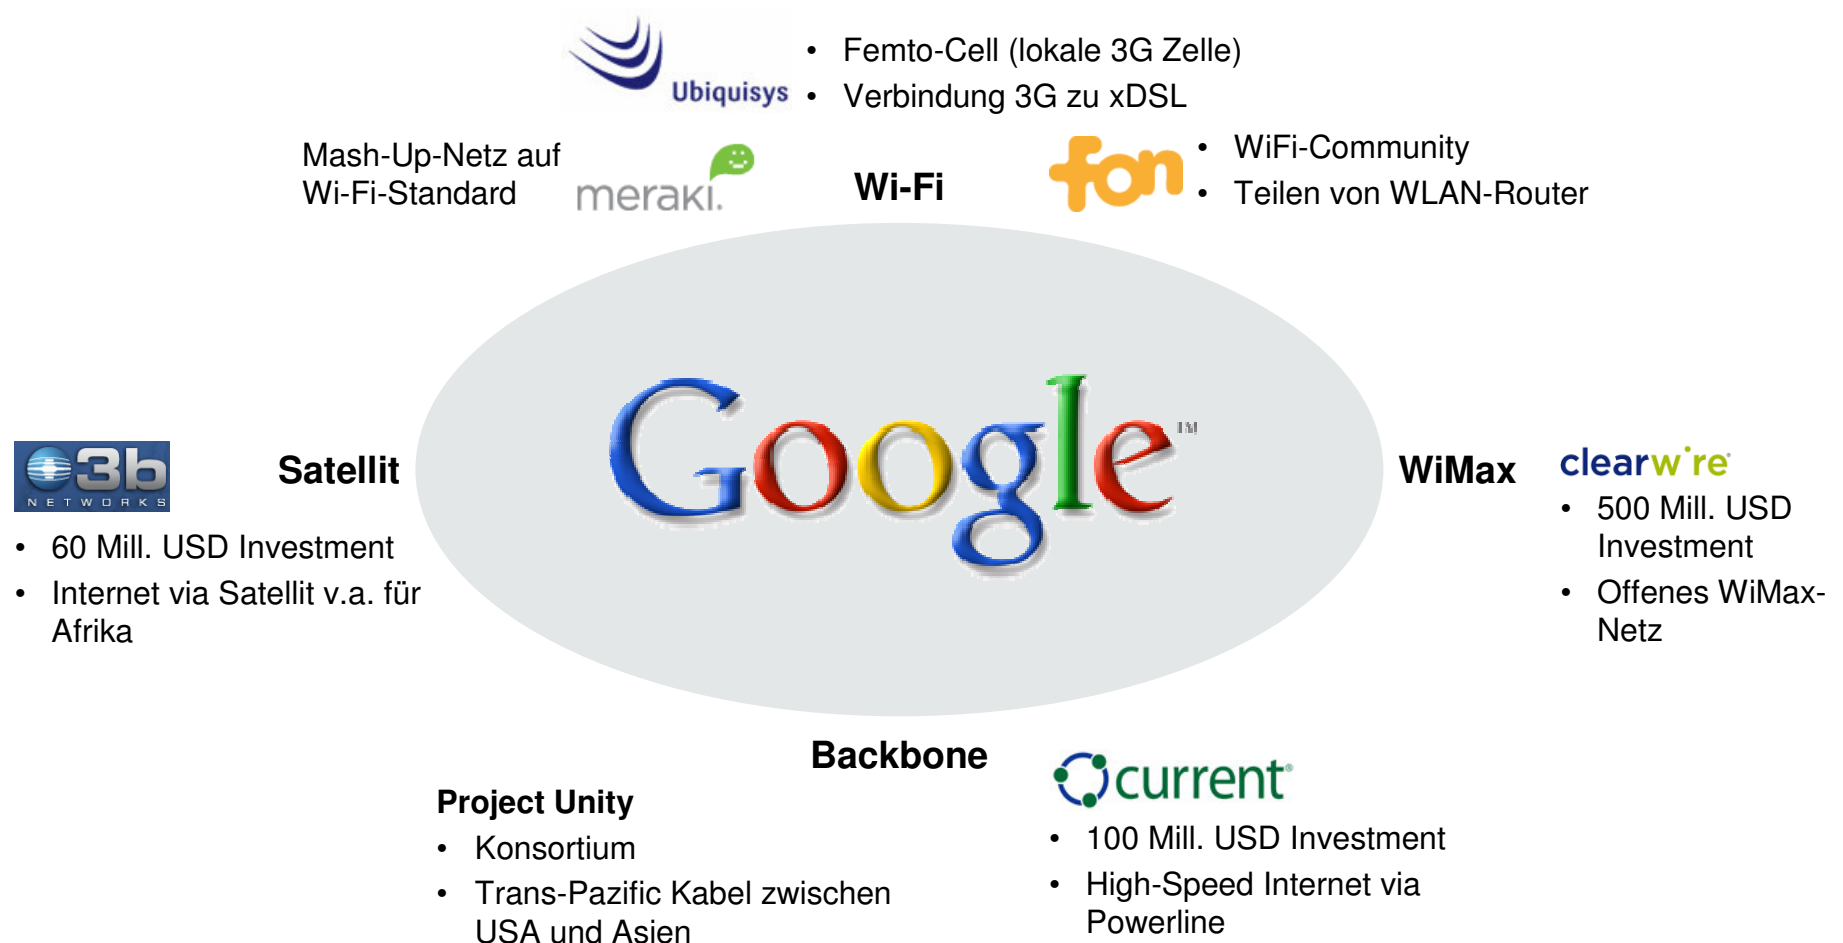 Ubiquisys
• Femto-Cell (lokale 3G Zelle)
• Verbindung 3G zu xDSL
Mash-Up-Netz auf
Wi-Fi-Standard
meraki.
Wi-Fi
fon
• WiFi-Community
• Teilen von WLAN-Router
Google™
o3b
NETWORKS
Satellit
• 60 Mill. USD Investment
• Internet via Satellit v.a. für
Afrika
WiMax
clearwire
• 500 Mill. USD
Investment
• Offenes WiMax-
Netz
Backbone
Project Unity
• Konsortium
• Trans-Pazific Kabel zwischen
USA und Asien
current®
• 100 Mill. USD Investment
• High-Speed Internet via
Powerline